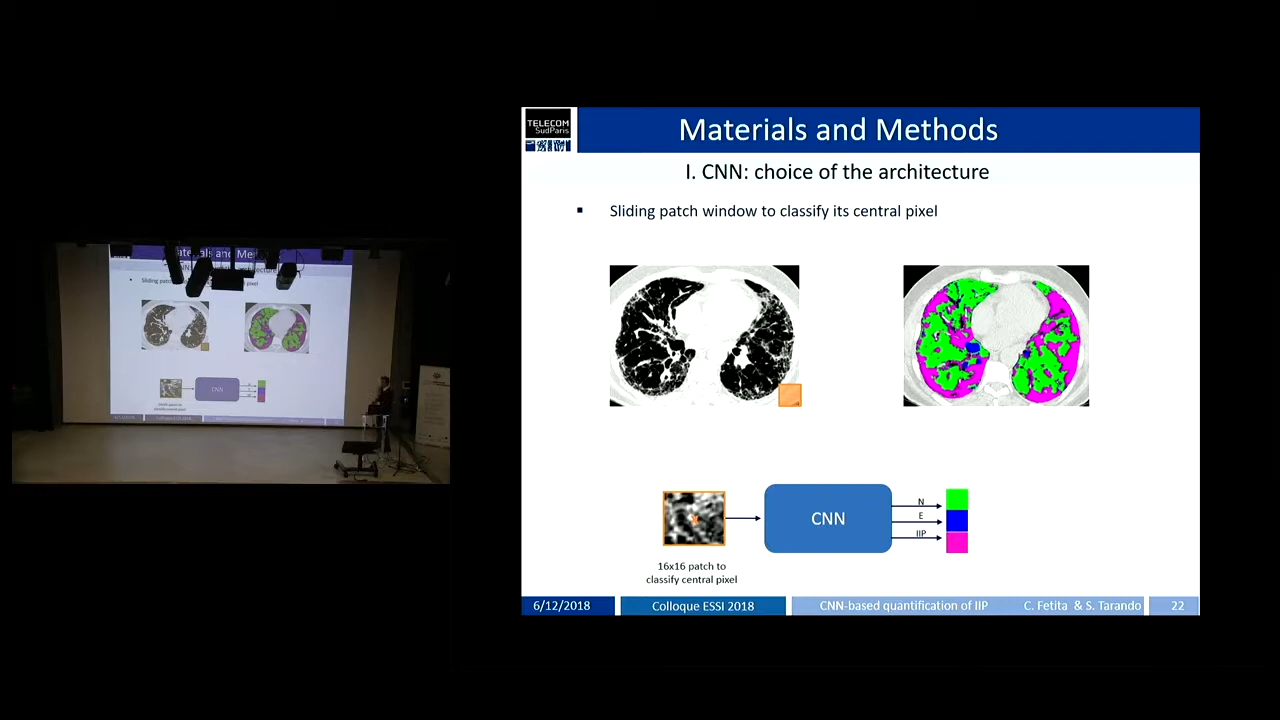 TELECOM
SudParis
Materials and Methods
I. CNN: choice of the architecture
▪ Sliding patch window to classify its central pixel
CNN
N
E
IIP
16x16 patch to
classify central pixel
6/12/2018
Colloque ESSI 2018
CNN-based quantification of IIP
C. Fetita & S. Tarando
22